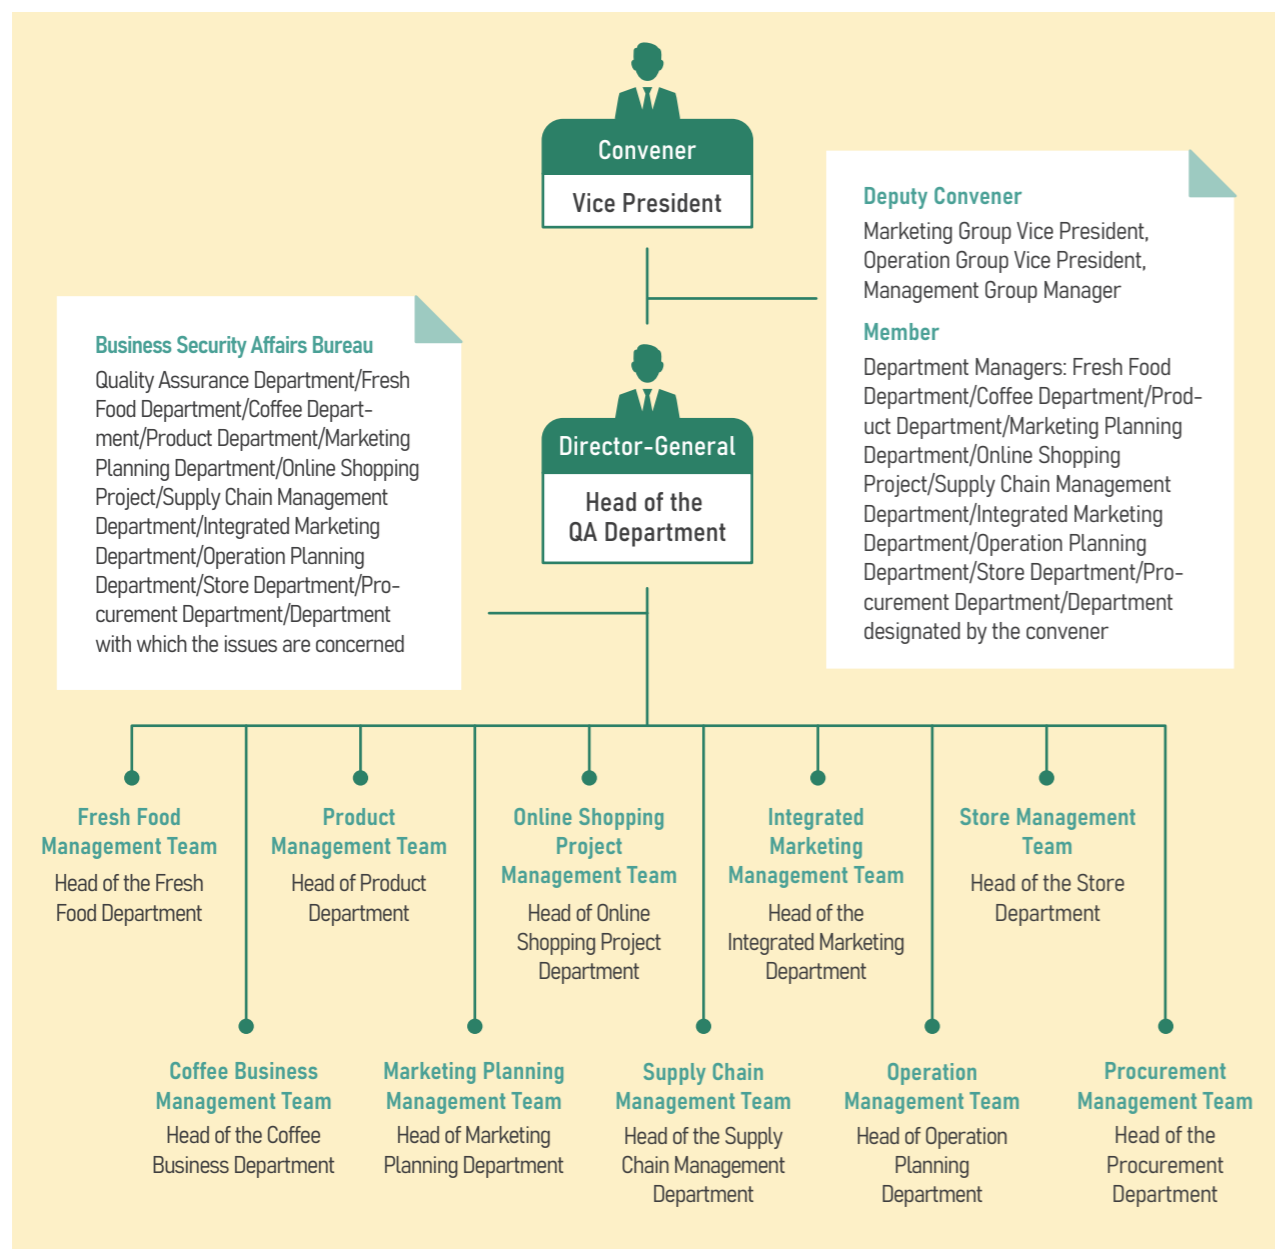 Convener
Vice President
Deputy Convener
Marketing Group Vice President,
Operation Group Vice President,
Management Group Manager
Member
Department Managers: Fresh Food
Department/Coffee Department/Prod-
uct Department/Marketing Planning
Department/Online Shopping
Project/Supply Chain Management
Department/Integrated Marketing
Department/Operation Planning
Department/Store Department/Pro-
curement Department/Department
designated by the convener
Business Security Affairs Bureau
Quality Assurance Department/Fresh
Food Department/Coffee Depart-
ment/Product Department/Marketing
Planning Department/Online Shopping
Project/Supply Chain Management
Department/Integrated Marketing
Department/Operation Planning
Department/Store Department/Pro-
curement Department/Department
with which the issues are concerned
Director-General
Head of the
QA Department
Fresh Food
Management Team
Head of the Fresh
Food Department
Product
Management Team
Head of Product
Department
Online Shopping
Project
Management Team
Head of Online
Shopping Project
Department
Integrated
Marketing
Management Team
Head of the
Integrated Marketing
Department
Store Management
Team
Head of the Store
Department
Coffee Business
Management Team
Head of the Coffee
Business Department
Marketing Planning
Management Team
Head of Marketing
Planning Department
Supply Chain
Management Team
Head of the Supply
Chain Management
Department
Operation
Management Team
Head of Operation
Planning
Department
Procurement
Management Team
Head of the
Procurement
Department